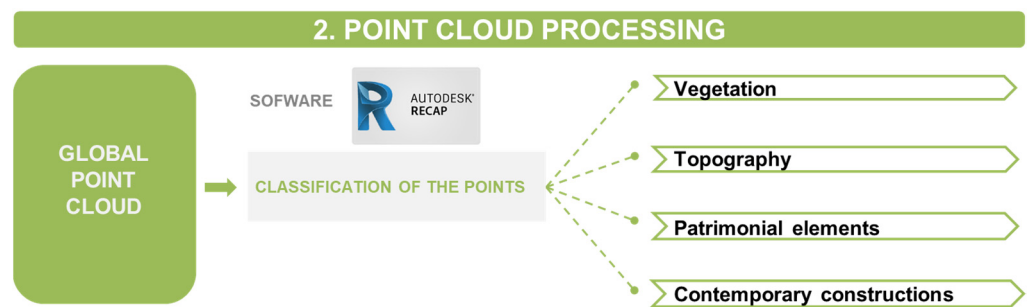 2. POINT CLOUD PROCESSING
GLOBAL
POINT
CLOUD
SOFWARE
AUTODESK®
RECAP
CLASSIFICATION OF THE POINTS
Vegetation
Topography
Patrimonial elements
Contemporary constructions